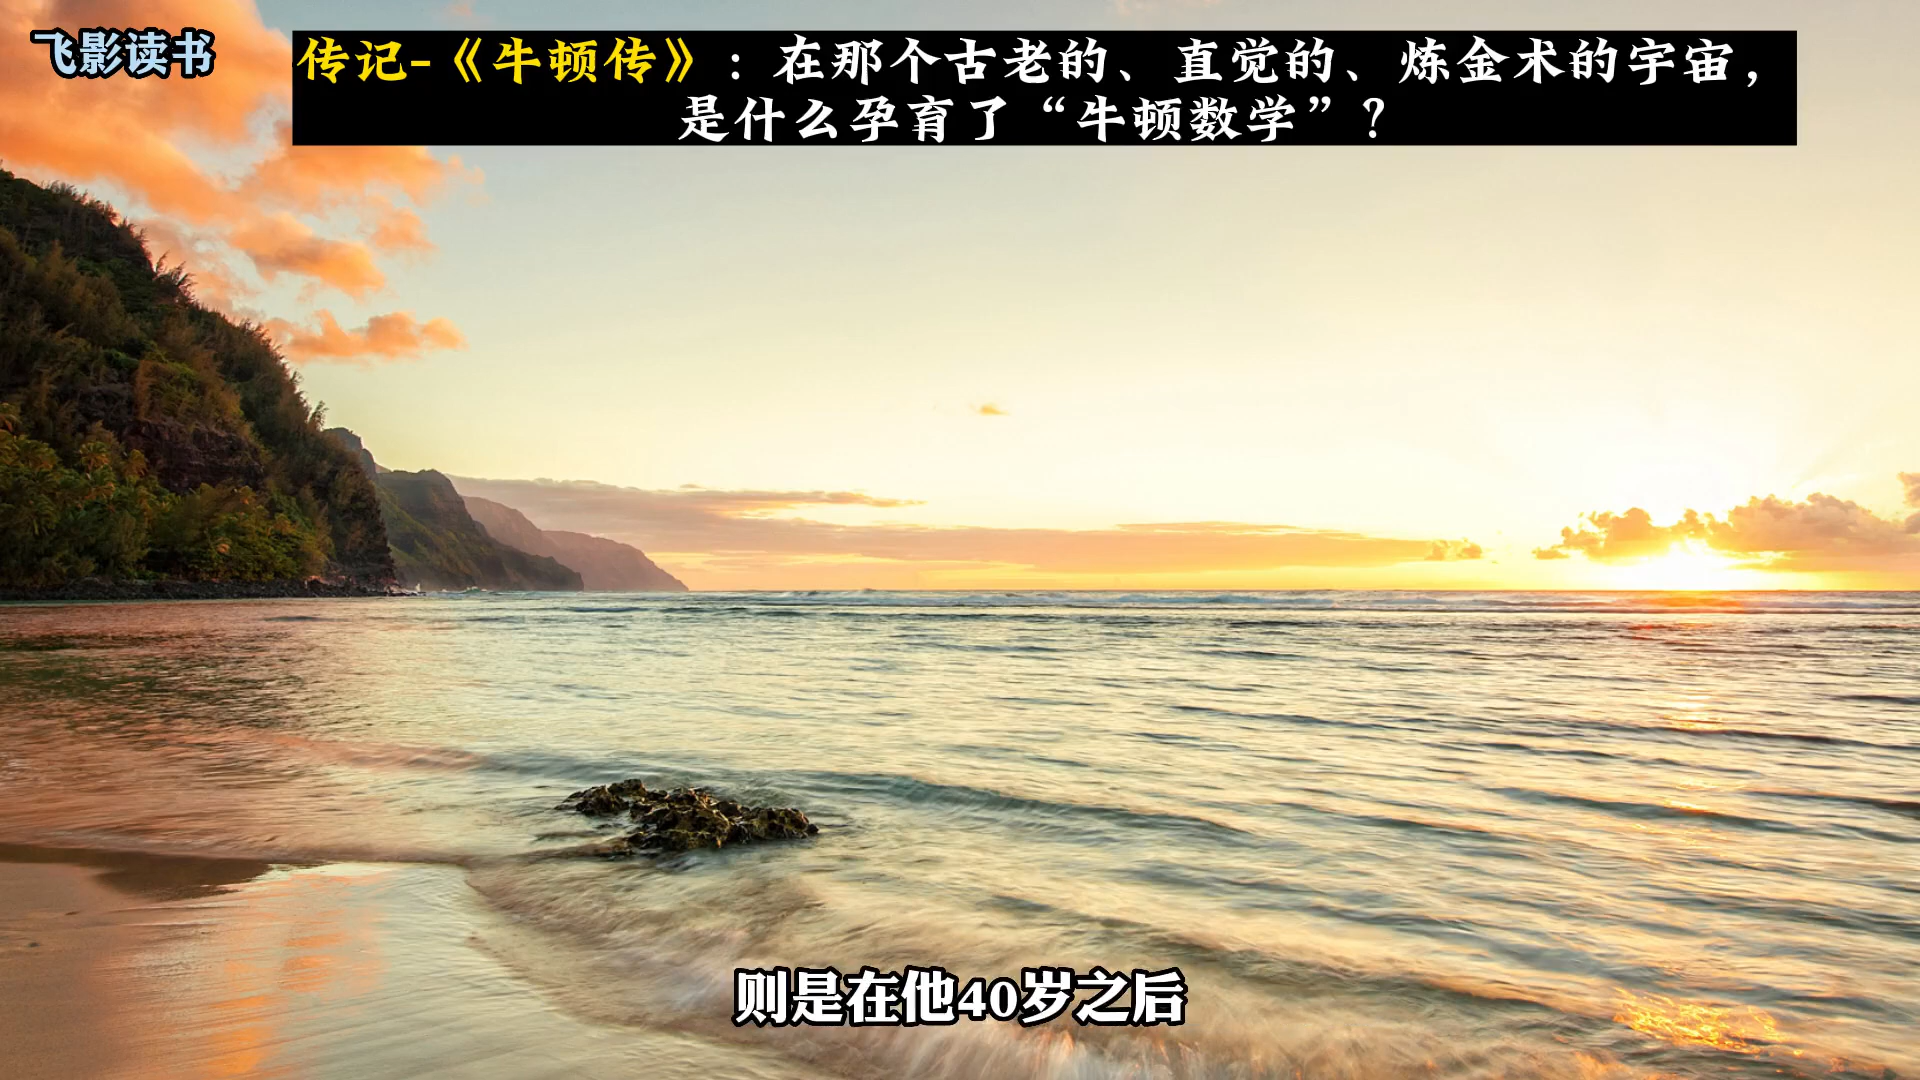 飞影读书
传记-《牛顿传》：在那个古老的、直觉的、炼金术的宇宙，
是什么孕育了“牛顿数学”？
则是在他40岁之后